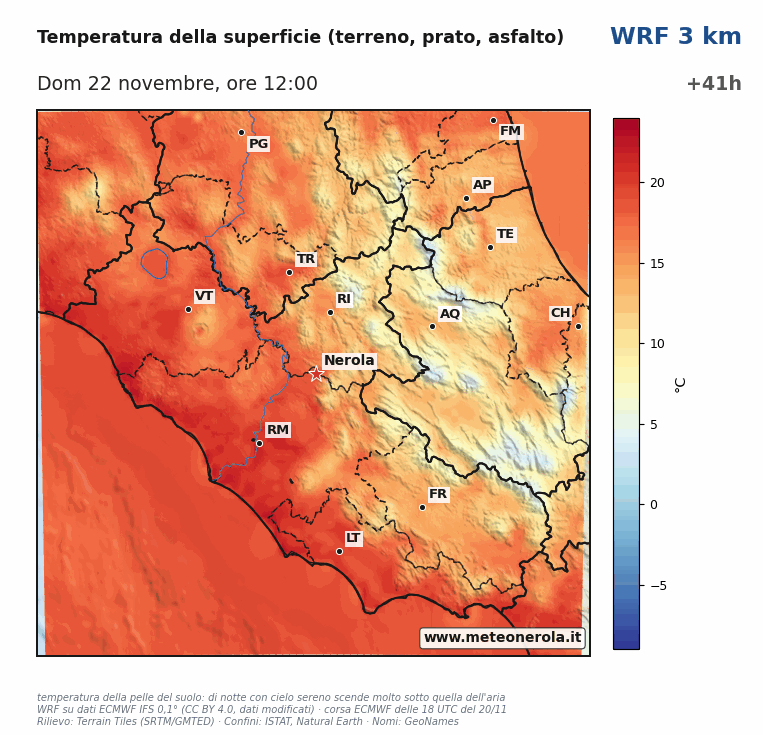 Temperatura della superficie (terreno, prato, asfalto)
WRF 3 km
Dom 22 novembre, ore 12:00
+41h
FM
PG
AP
TE
TR
VT
RI
AQ
CH
Nerola
RM
FR
LT
20
15
10
5
0
−5
°C
www.meteonerola.it
temperatura della pelle del suolo: di notte con cielo sereno scende molto sotto quella dell'aria
WRF su dati ECMWF IFS 0,1° (CC BY 4.0, dati modificati) · corsa ECMWF delle 18 UTC del 20/11
Rilievo: Terrain Tiles (SRTM/GMTED) · Confini: ISTAT, Natural Earth · Nomi: GeoNames